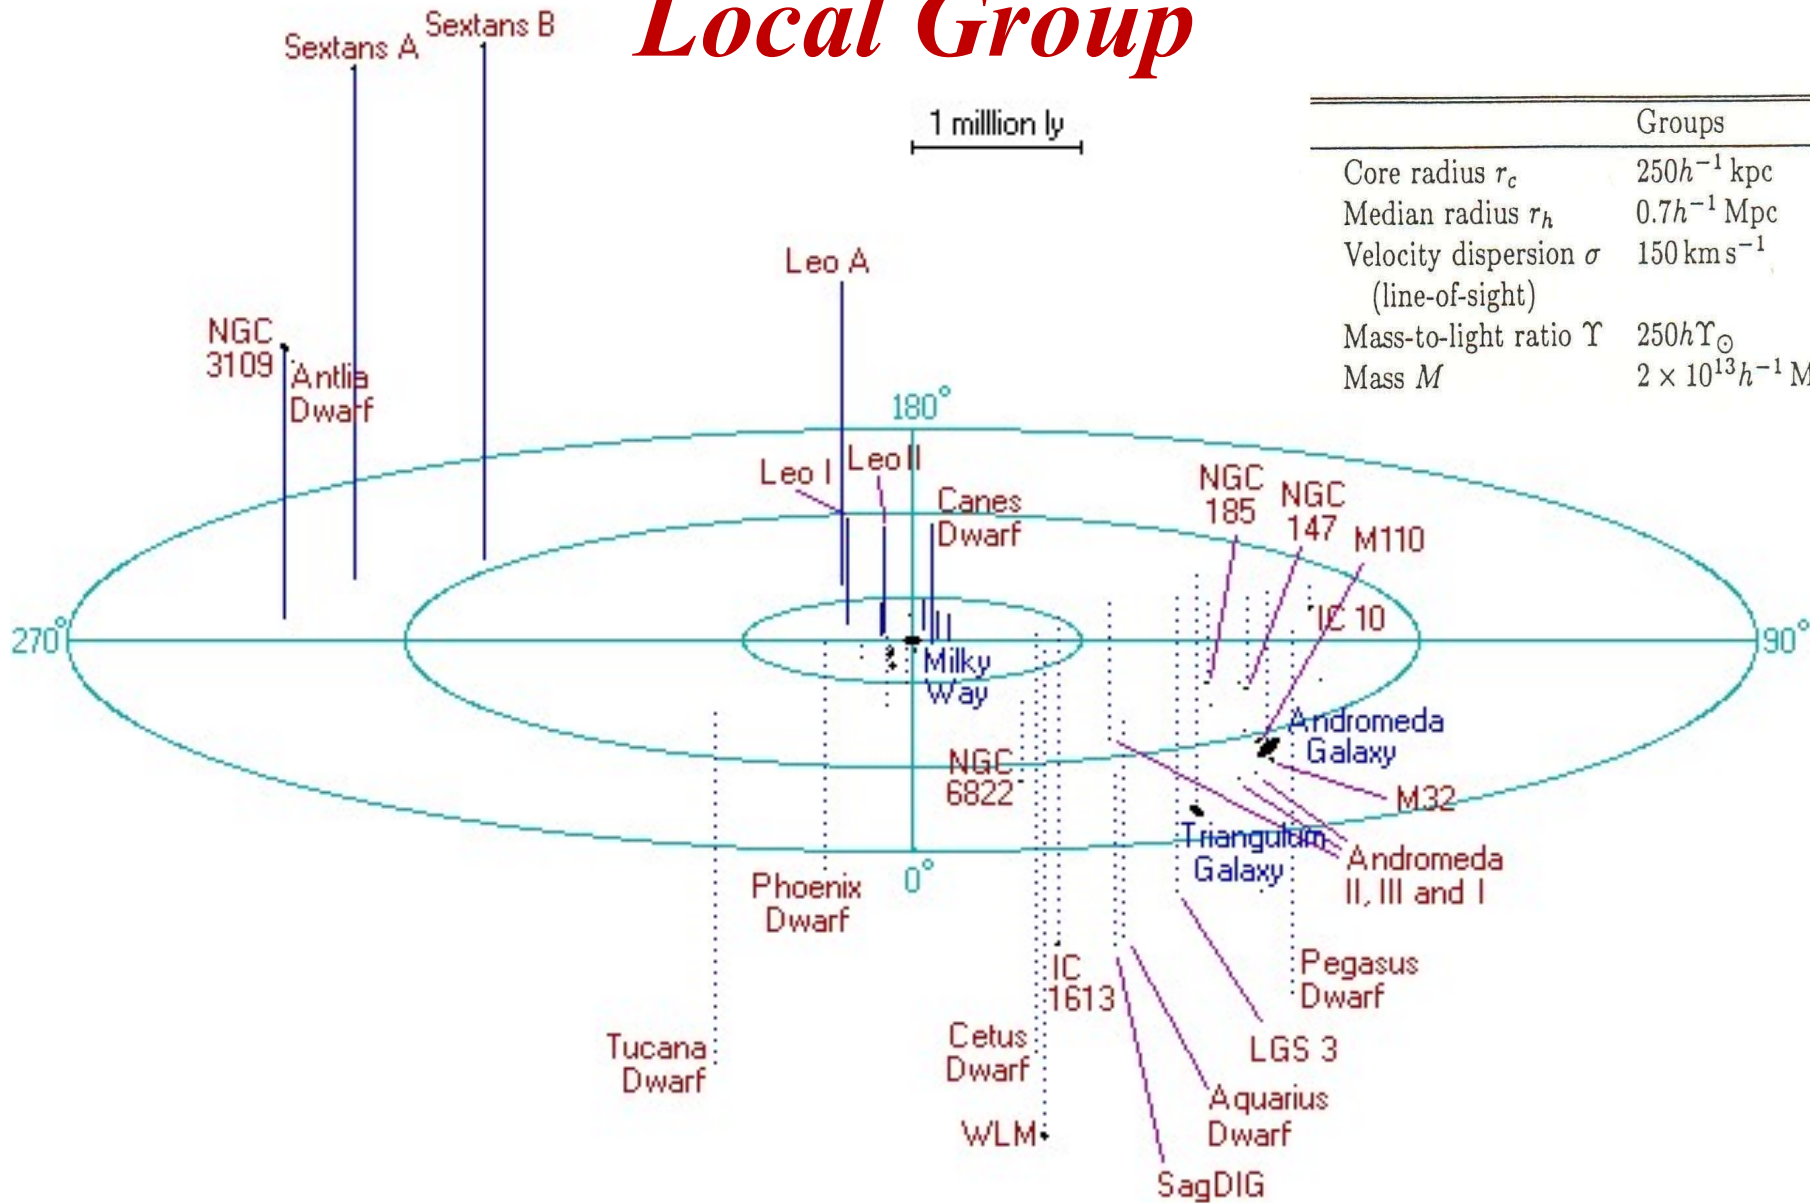 Local Group
Sextans A
Sextans B
1 milllion ly
Groups
Core radius r_c 250h⁻¹ kpc
Median radius r_h 0.7h⁻¹ Mpc
Velocity dispersion σ 150 km s⁻¹
(line-of-sight)
Mass-to-light ratio ϒ 250hϒ☉
Mass M 2 × 10¹³h⁻¹ M
Leo A
NGC
3109
Antlia
Dwarf
180°
Leo I
Leo II
Canes
Dwarf
NGC
185
NGC
147
M110
IC 10
270°
90°
Milky
Way
Andromeda
Galaxy
NGC
6822
M32
Triangulum
Galaxy
Andromeda
II, III and I
0°
Phoenix
Dwarf
IC
1613
Pegasus
Dwarf
Tucana
Dwarf
Cetus
Dwarf
LGS 3
Aquarius
Dwarf
WLM
SagDIG